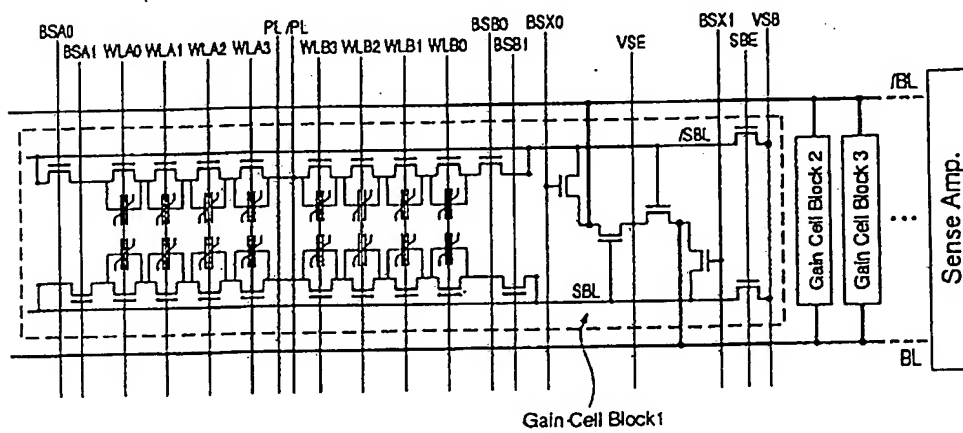 BSA0
BSA1
WLA0
WLA1
WLA2
WLA3
PL
/PL
WLB3
WLB2
WLB1
WLB0
BSB0
BSB1
BSX0
VSE
BSX1
SBE
VSB
/BL
/SBL
SBL
BL
Gain Cell Block 2
Gain Cell Block 3
...
Sense Amp.
Gain Cell Block1